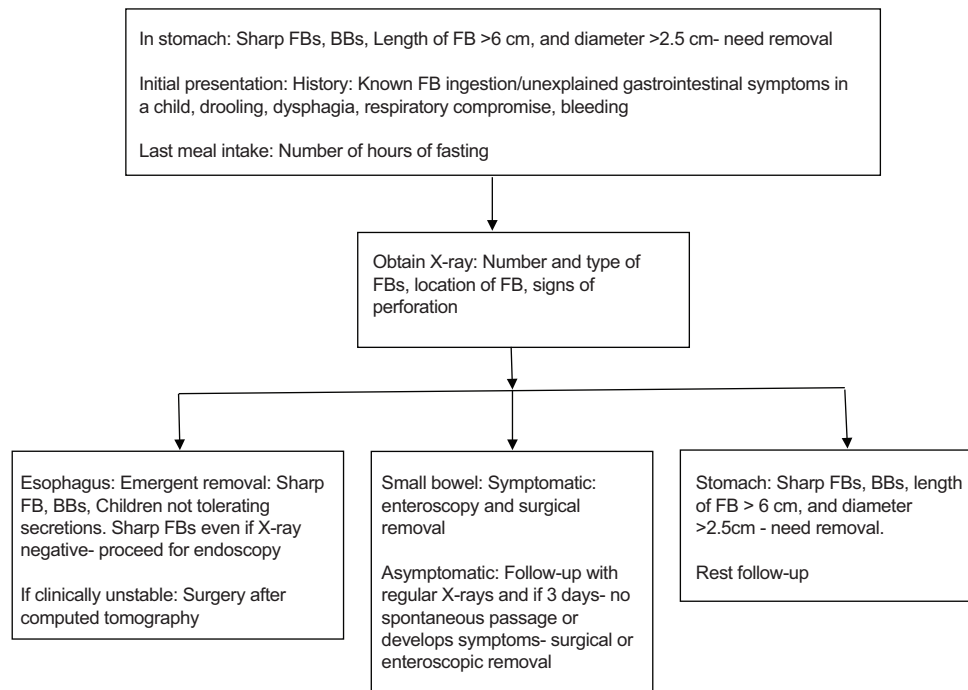 In stomach: Sharp FBs, BBs, Length of FB >6 cm, and diameter >2.5 cm- need removal
Initial presentation: History: Known FB ingestion/unexplained gastrointestinal symptoms in
a child, drooling, dysphagia, respiratory compromise, bleeding
Last meal intake: Number of hours of fasting
Obtain X-ray: Number and type of
FBs, location of FB, signs of
perforation
Esophagus: Emergent removal: Sharp
FB, BBs, Children not tolerating
secretions. Sharp FBs even if X-ray
negative- proceed for endoscopy
If clinically unstable: Surgery after
computed tomography
Small bowel: Symptomatic:
enteroscopy and surgical
removal
Asymptomatic: Follow-up with
regular X-rays and if 3 days- no
spontaneous passage or
develops symptoms- surgical or
enteroscopic removal
Stomach: Sharp FBs, BBs, length
of FB > 6 cm, and diameter
>2.5cm - need removal.
Rest follow-up